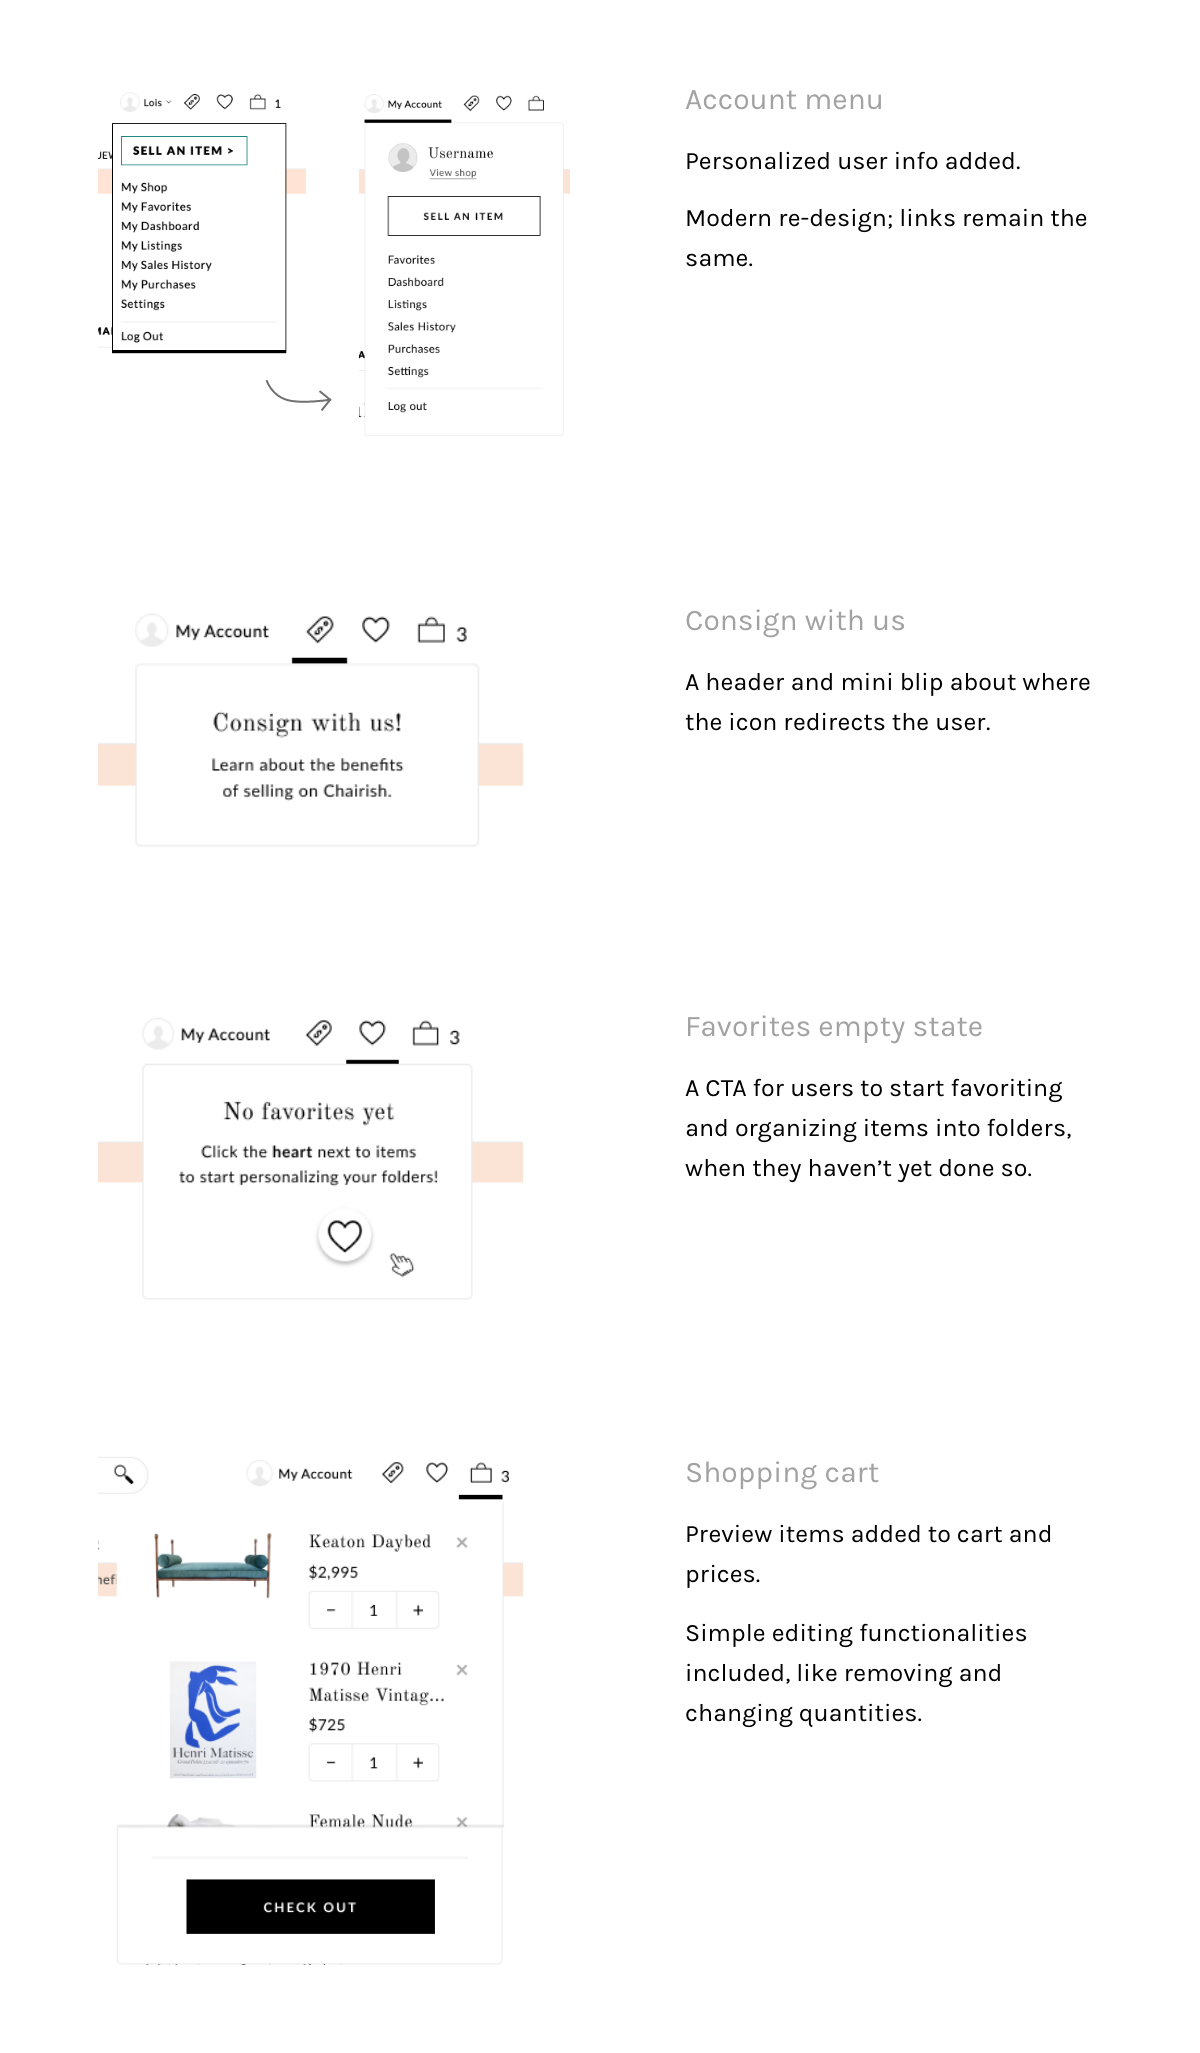 Lois
1
JEW
SELL AN ITEM >
My Shop
My Favorites
My Dashboard
My Listings
My Sales History
My Purchases
Settings
Log Out
My Account
Username
View shop
SELL AN ITEM
Favorites
Dashboard
Listings
Sales History
Purchases
Settings
Log out
Account menu
Personalized user info added.
Modern re-design; links remain the
same.
My Account
3
Consign with us!
Learn about the benefits
of selling on Chairish.
Consign with us
A header and mini blip about where
the icon redirects the user.
My Account
3
No favorites yet
Click the heart next to items
to start personalizing your folders!
Favorites empty state
A CTA for users to start favoriting
and organizing items into folders,
when they haven’t yet done so.
My Account
3
Keaton Daybed
$2,995
− 1 +
1970 Henri
Matisse Vintag...
$725
− 1 +
Henri Matisse
Female Nude
CHECK OUT
Shopping cart
Preview items added to cart and
prices.
Simple editing functionalities
included, like removing and
changing quantities.